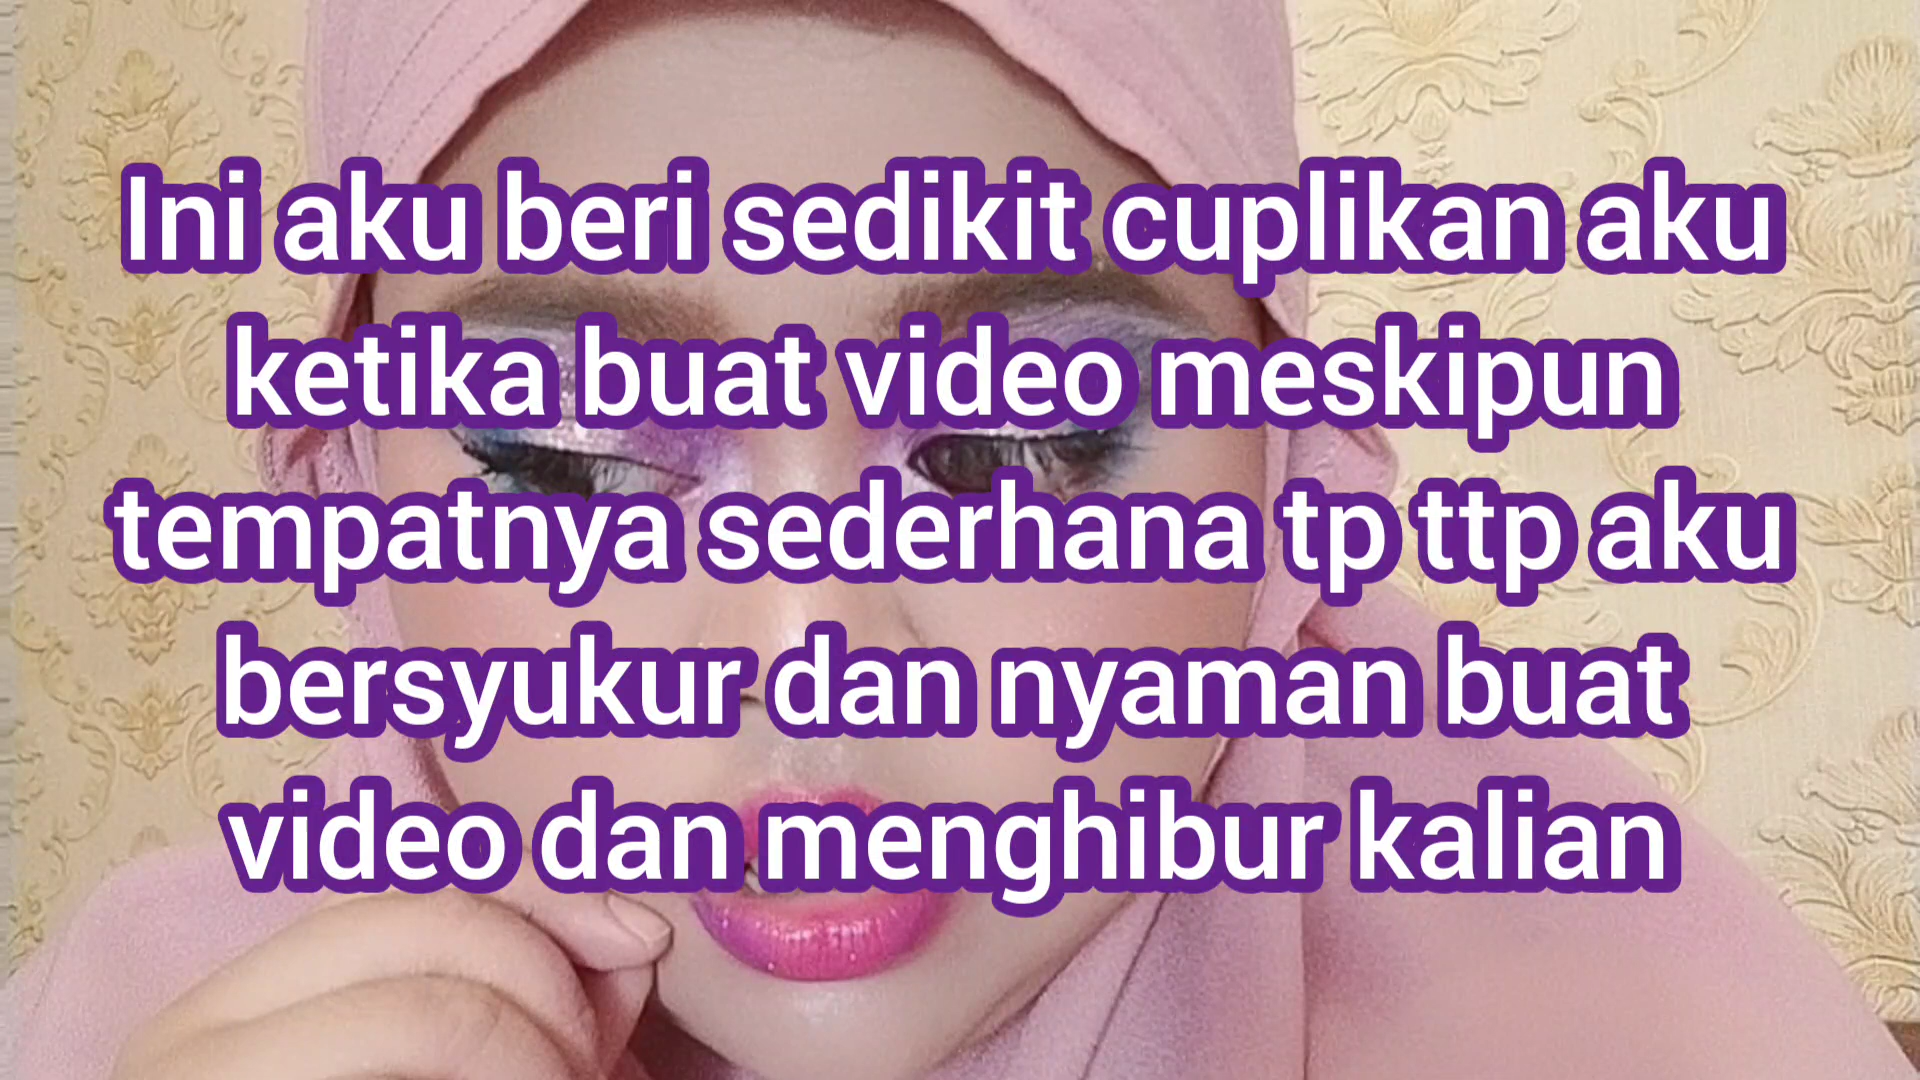 Ini aku beri sedikit cuplikan aku
ketika buat video meskipun
tempatnya sederhana tp ttp aku
bersyukur dan nyaman buat
video dan menghibur kalian